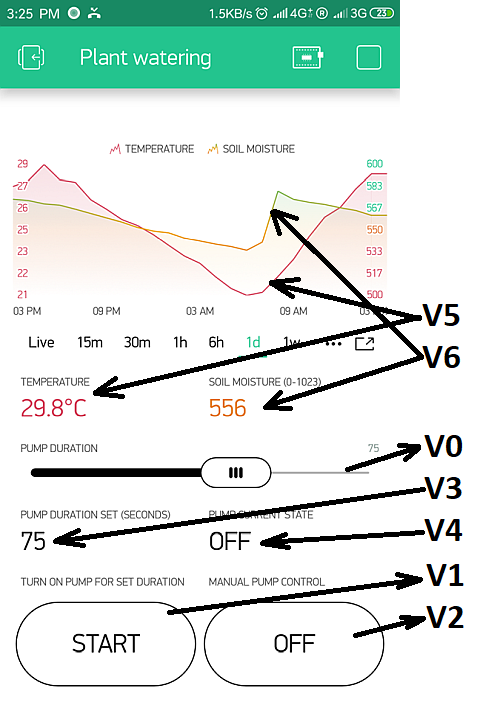 3:25 PM 1.5KB/s 4G R 3G 23
Plant watering
TEMPERATURE SOIL MOISTURE
29 600
27 583
26 567
25 550
23 533
22 517
21 500
03 PM 09 PM 03 AM 09 AM 03
Live 15m 30m 1h 6h 1d 1w ...
V5
V6
TEMPERATURE SOIL MOISTURE (0-1023)
29.8°C 556
PUMP DURATION 75
V0
V3
PUMP DURATION SET (SECONDS) PUMP CURRENT STATE
75 OFF
V4
V1
TURN ON PUMP FOR SET DURATION MANUAL PUMP CONTROL
V2
START OFF